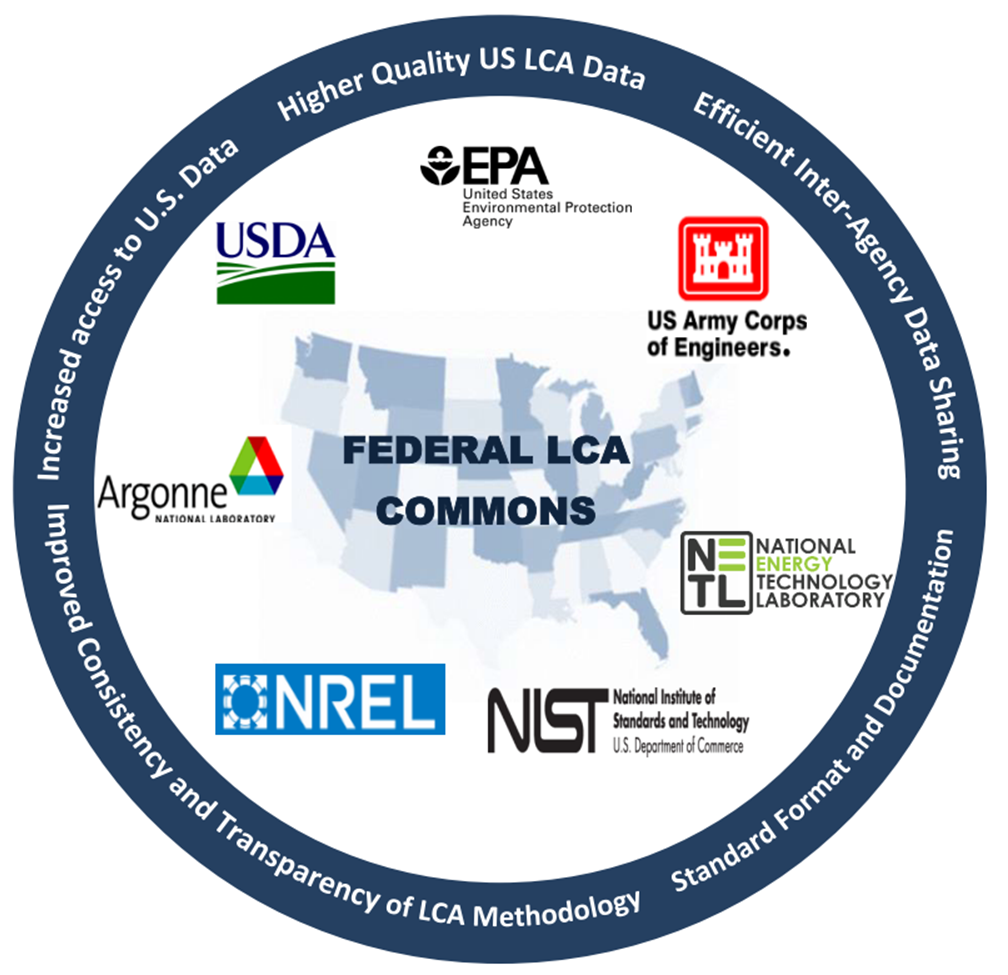 Higher Quality US LCA Data
Efficient Inter-Agency Data Sharing
Standard Format and Documentation
Improved Consistency and Transparency of LCA Methodology
Increased access to U.S. Data
EPA
United States
Environmental Protection
Agency
USDA
US Army Corps
of Engineers.
FEDERAL LCA
COMMONS
Argonne
NATIONAL LABORATORY
NE
TL
NATIONAL
ENERGY
TECHNOLOGY
LABORATORY
NREL
NIST
National Institute of
Standards and Technology
U.S. Department of Commerce